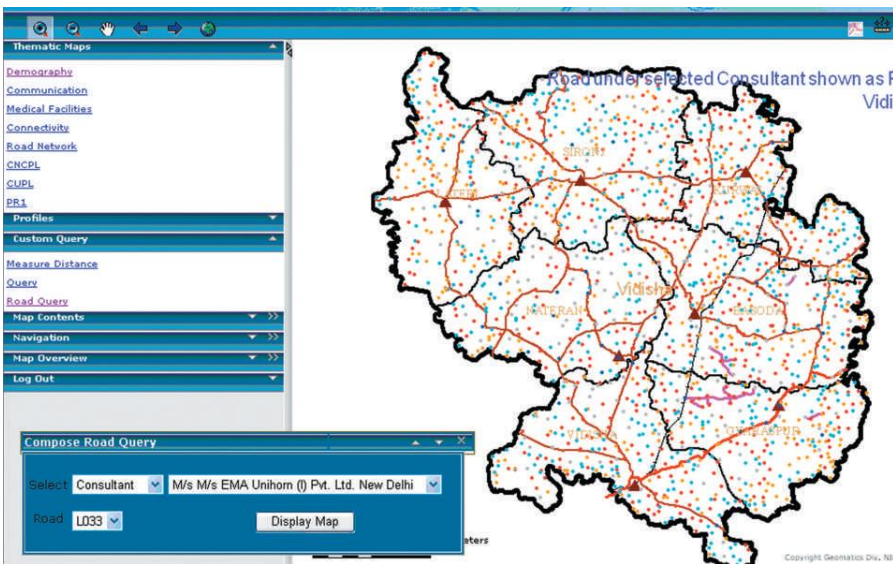 Thematic Maps
Demography
Communication
Medical Facilities
Connectivity
Road Network
CNCPL
CUPL
PR1
Profiles
Custom Query
Measure Distance
Query
Road Query
Map Contents
Navigation
Map Overview
Log Out
Road under selected Consultant shown as
Vidi
SIRONJ
LATERI
KURWAI
Vidisha
NATERAN
BASODA
VIDISHA
GYARASPUR
Compose Road Query
Select Consultant M/s M/s EMA Unihorn (I) Pvt. Ltd. New Delhi
Road L033 Display Map
eters
Copyright Geomatics Div, NI